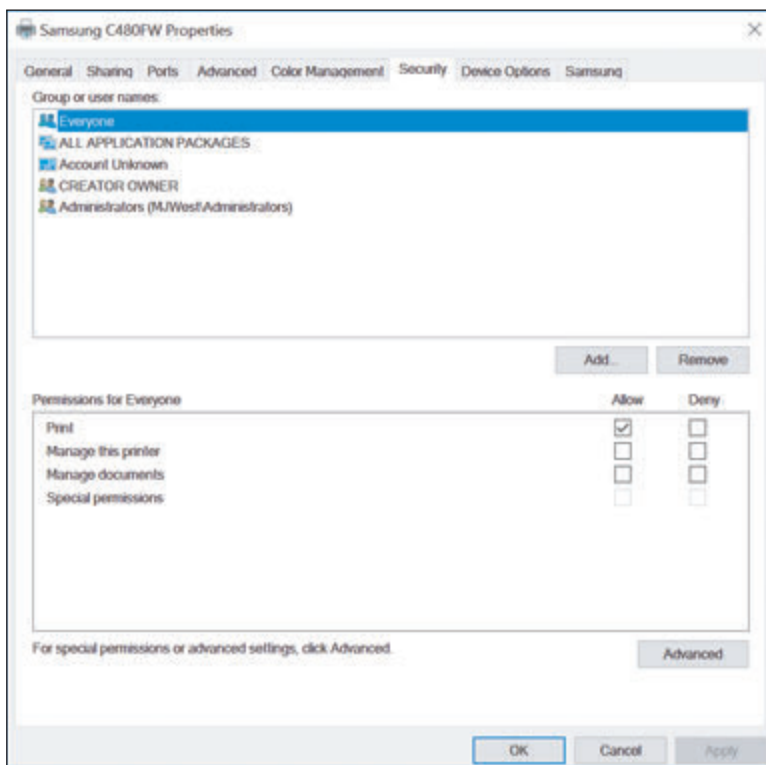 Samsung C480FW Properties
General Sharing Ports Advanced Color Management Security Device Options Samsung
Group or user names:
Everyone
ALL APPLICATION PACKAGES
Account Unknown
CREATOR OWNER
Administrators (MJWest\Administrators)
Add... Remove
Permissions for Everyone Allow Deny
Print
Manage this printer
Manage documents
Special permissions
For special permissions or advanced settings, click Advanced.
Advanced
OK Cancel Apply